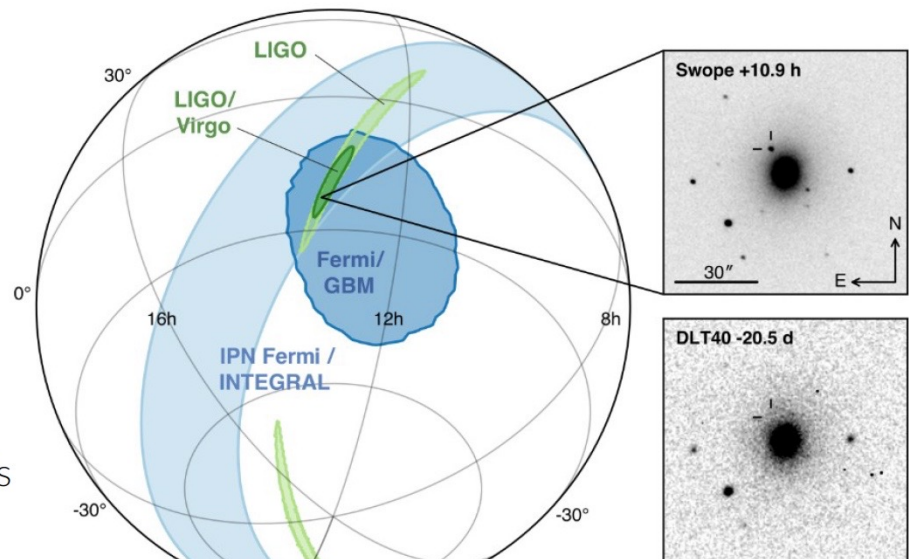 LIGO
30°
LIGO/
Virgo
Swope +10.9 h
N
30″
E
Fermi/
GBM
0°
16h
12h
8h
IPN Fermi /
INTEGRAL
DLT40 -20.5 d
S
-30°
-30°